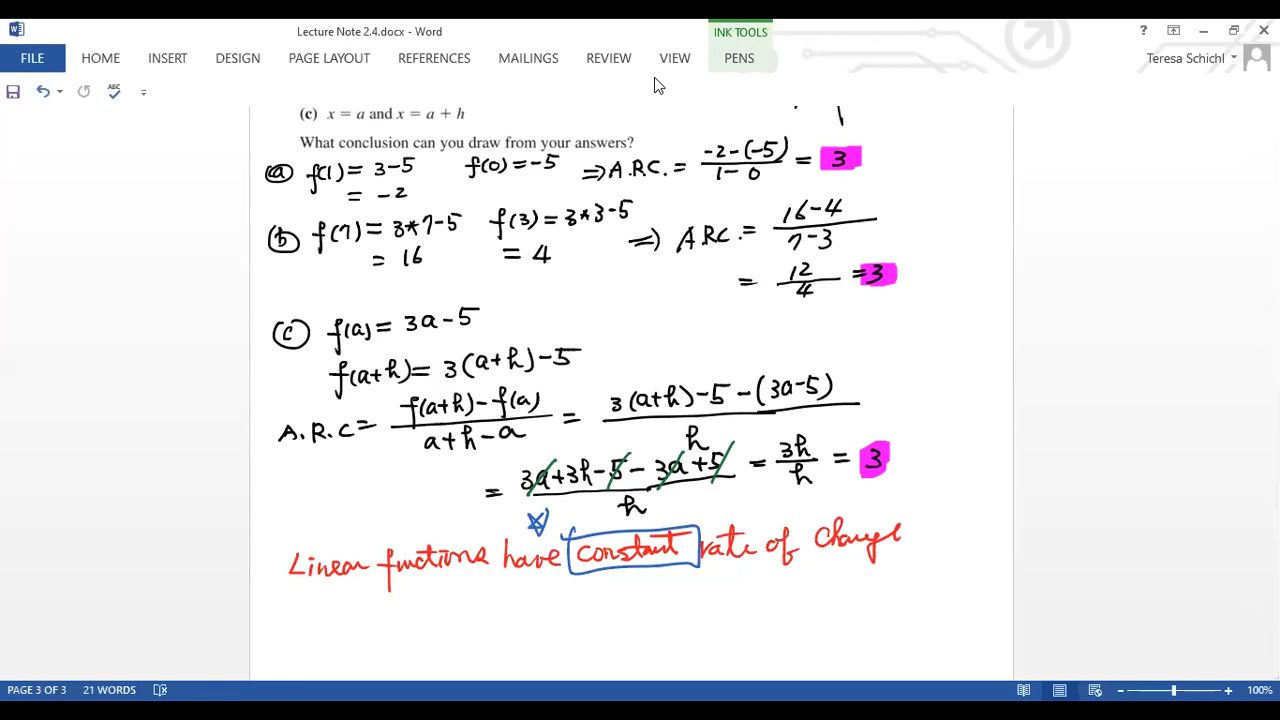 Lecture Note 2.4.docx - Word
INK TOOLS
?
FILE HOME INSERT DESIGN PAGE LAYOUT REFERENCES MAILINGS REVIEW VIEW PENS
Teresa Schichl
ABC
(c) x = a and x = a + h
What conclusion can you draw from your answers?
(a) f(1) = 3-5 f(0) = -5 ⇒ A.R.C. = (-2-(-5))/(1-0) = 3
= -2
(b) f(7) = 3*7-5 f(3) = 3*3-5 ⇒ A.R.C. = (16-4)/(7-3)
= 16 = 4
= 12/4 = 3
(c) f(a) = 3a-5
f(a+h) = 3(a+h)-5
A.R.C = (f(a+h)-f(a))/(a+h-a) = (3(a+h)-5-(3a-5))/h
= (3a+3h-5-3a+5)/h = 3h/h = 3
Linear functions have constant rate of change
PAGE 3 OF 3 21 WORDS
100%